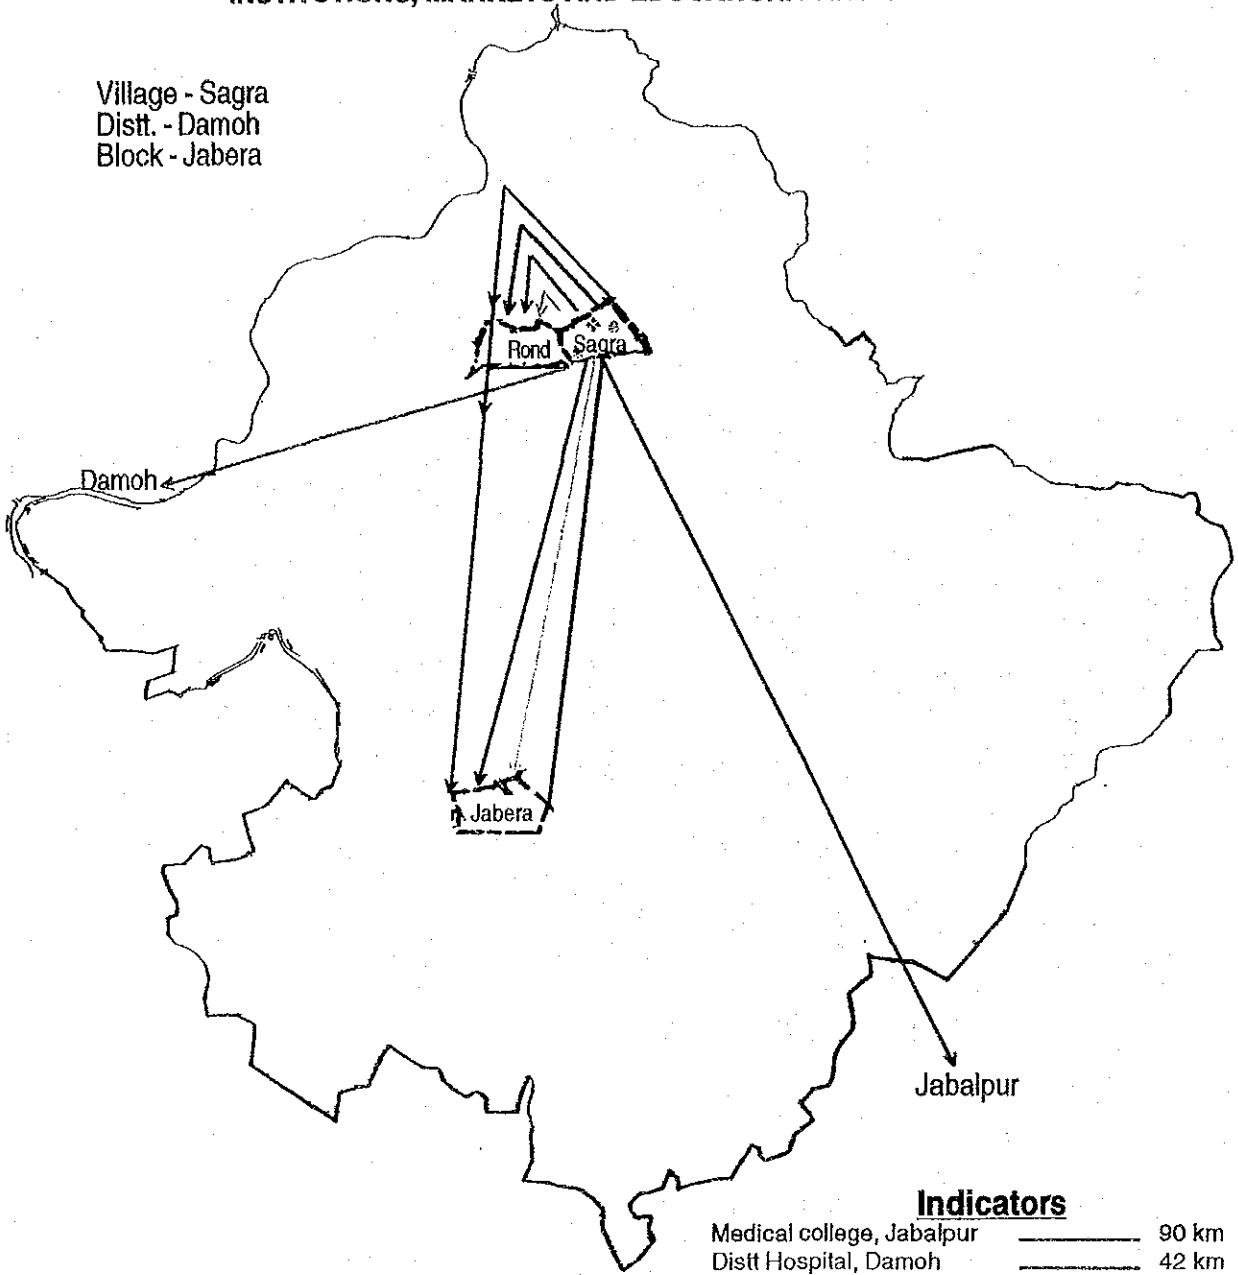 Village - Sagra
Distt. - Damoh
Block - Jabera
Rond
Sagra
Damoh
Jabera
Jabalpur
Indicators
Medical college, Jabalpur 90 km
Distt Hospital, Damoh 42 km